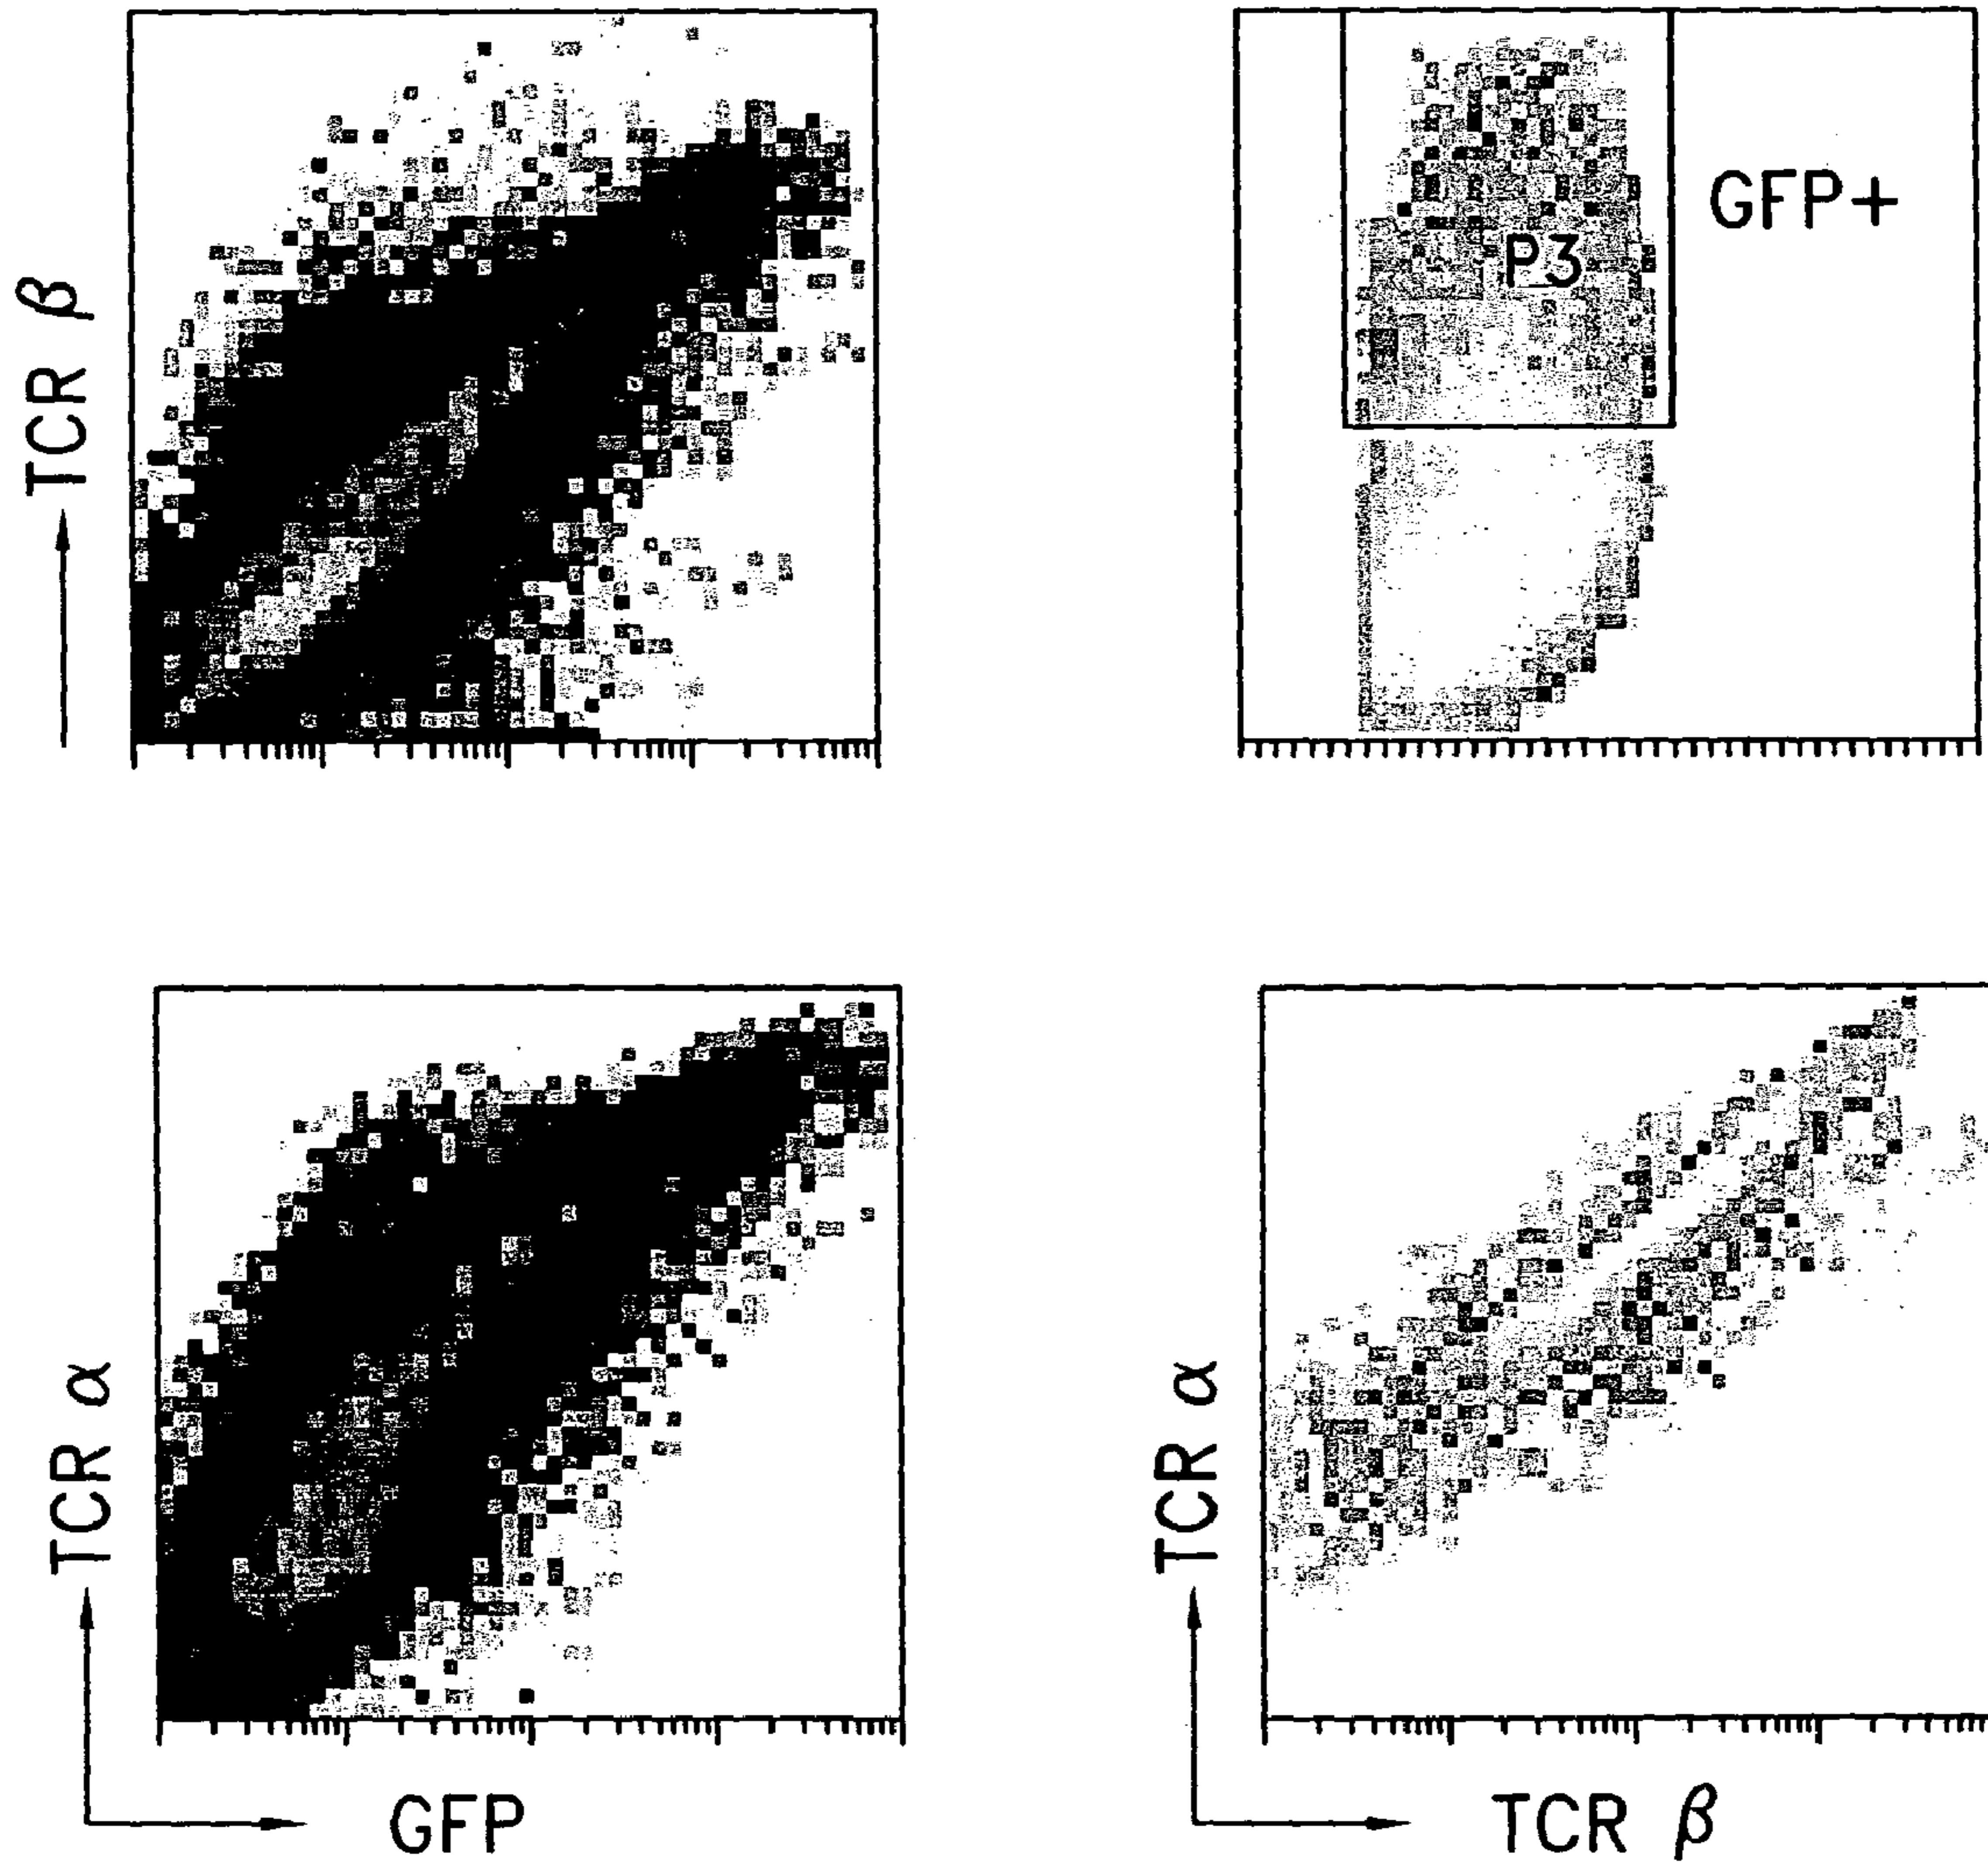 TCR β
GFP+
P3
TCR α
GFP
TCR α
TCR β